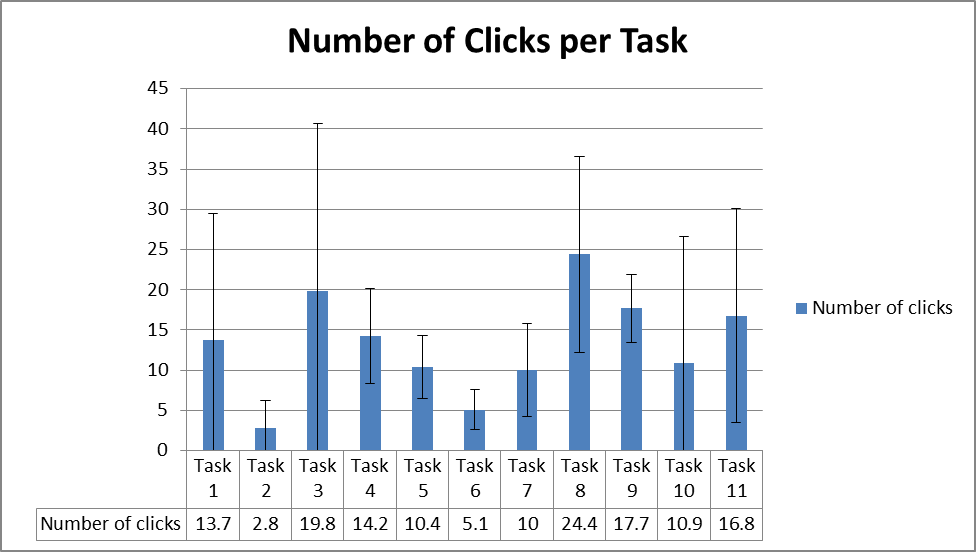 Number of Clicks per Task
45
40
35
30
25
20
15
10
5
0
Number of clicks
Task Task Task Task Task Task Task Task Task Task Task
1 2 3 4 5 6 7 8 9 10 11
Number of clicks 13.7 2.8 19.8 14.2 10.4 5.1 10 24.4 17.7 10.9 16.8